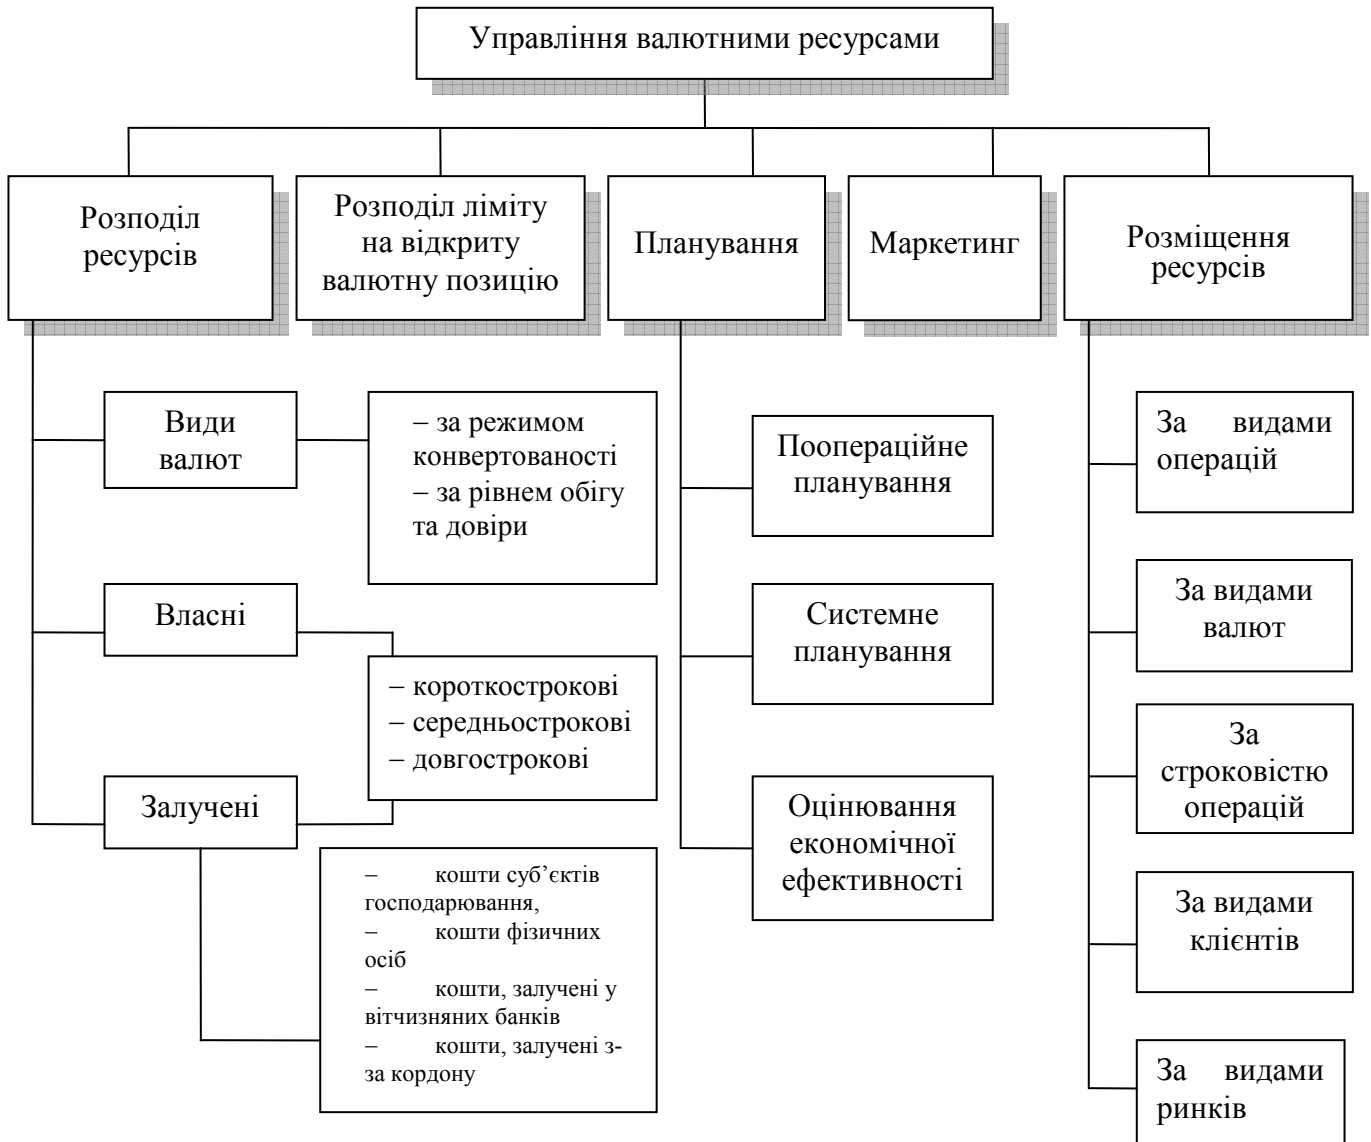 Управління валютними ресурсами
Розподіл
ресурсів
Розподіл ліміту
на відкриту
валютну позицію
Планування
Маркетинг
Розміщення
ресурсів
Види
валют
– за режимом
конвертованості
– за рівнем обігу
та довіри
Власні
– короткострокові
– середньострокові
– довгострокові
Залучені
– кошти суб’єктів
господарювання,
– кошти фізичних
осіб
– кошти, залучені у
вітчизняних банків
– кошти, залучені з-
за кордону
Поопераційне
планування
Системне
планування
Оцінювання
економічної
ефективності
За видами
операцій
За видами
валют
За
строковістю
операцій
За видами
клієнтів
За видами
ринків